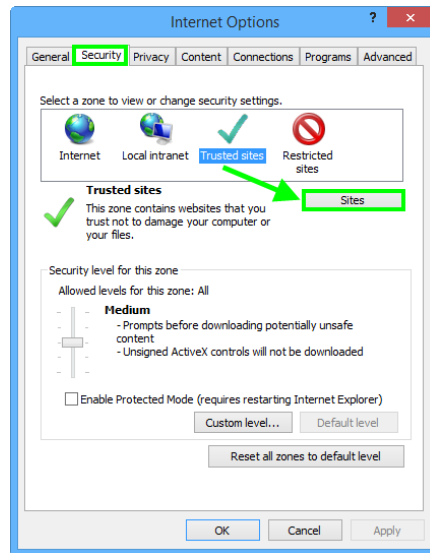 Internet Options
?
×
General Security Privacy Content Connections Programs Advanced
Select a zone to view or change security settings.
Internet Local intranet Trusted sites Restricted
sites
Trusted sites
Sites
This zone contains websites that you
trust not to damage your computer or
your files.
Security level for this zone
Allowed levels for this zone: All
Medium
- Prompts before downloading potentially unsafe
content
- Unsigned ActiveX controls will not be downloaded
Enable Protected Mode (requires restarting Internet Explorer)
Custom level... Default level
Reset all zones to default level
OK Cancel Apply